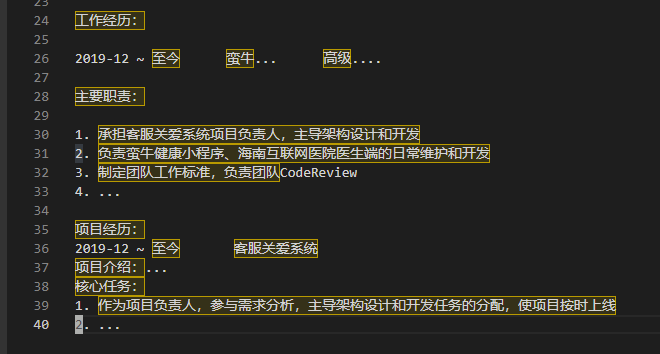 23
24 工作经历：
25
26 2019-12 ~ 至今 蛮牛... 高级....
27
28 主要职责：
29
30 1. 承担客服关爱系统项目负责人，主导架构设计和开发
31 2. 负责蛮牛健康小程序、海南互联网医院医生端的日常维护和开发
32 3. 制定团队工作标准，负责团队CodeReview
33 4. ...
34
35 项目经历：
36 2019-12 ~ 至今 客服关爱系统
37 项目介绍：...
38 核心任务：
39 1. 作为项目负责人，参与需求分析，主导架构设计和开发任务的分配，使项目按时上线
40 2. ...